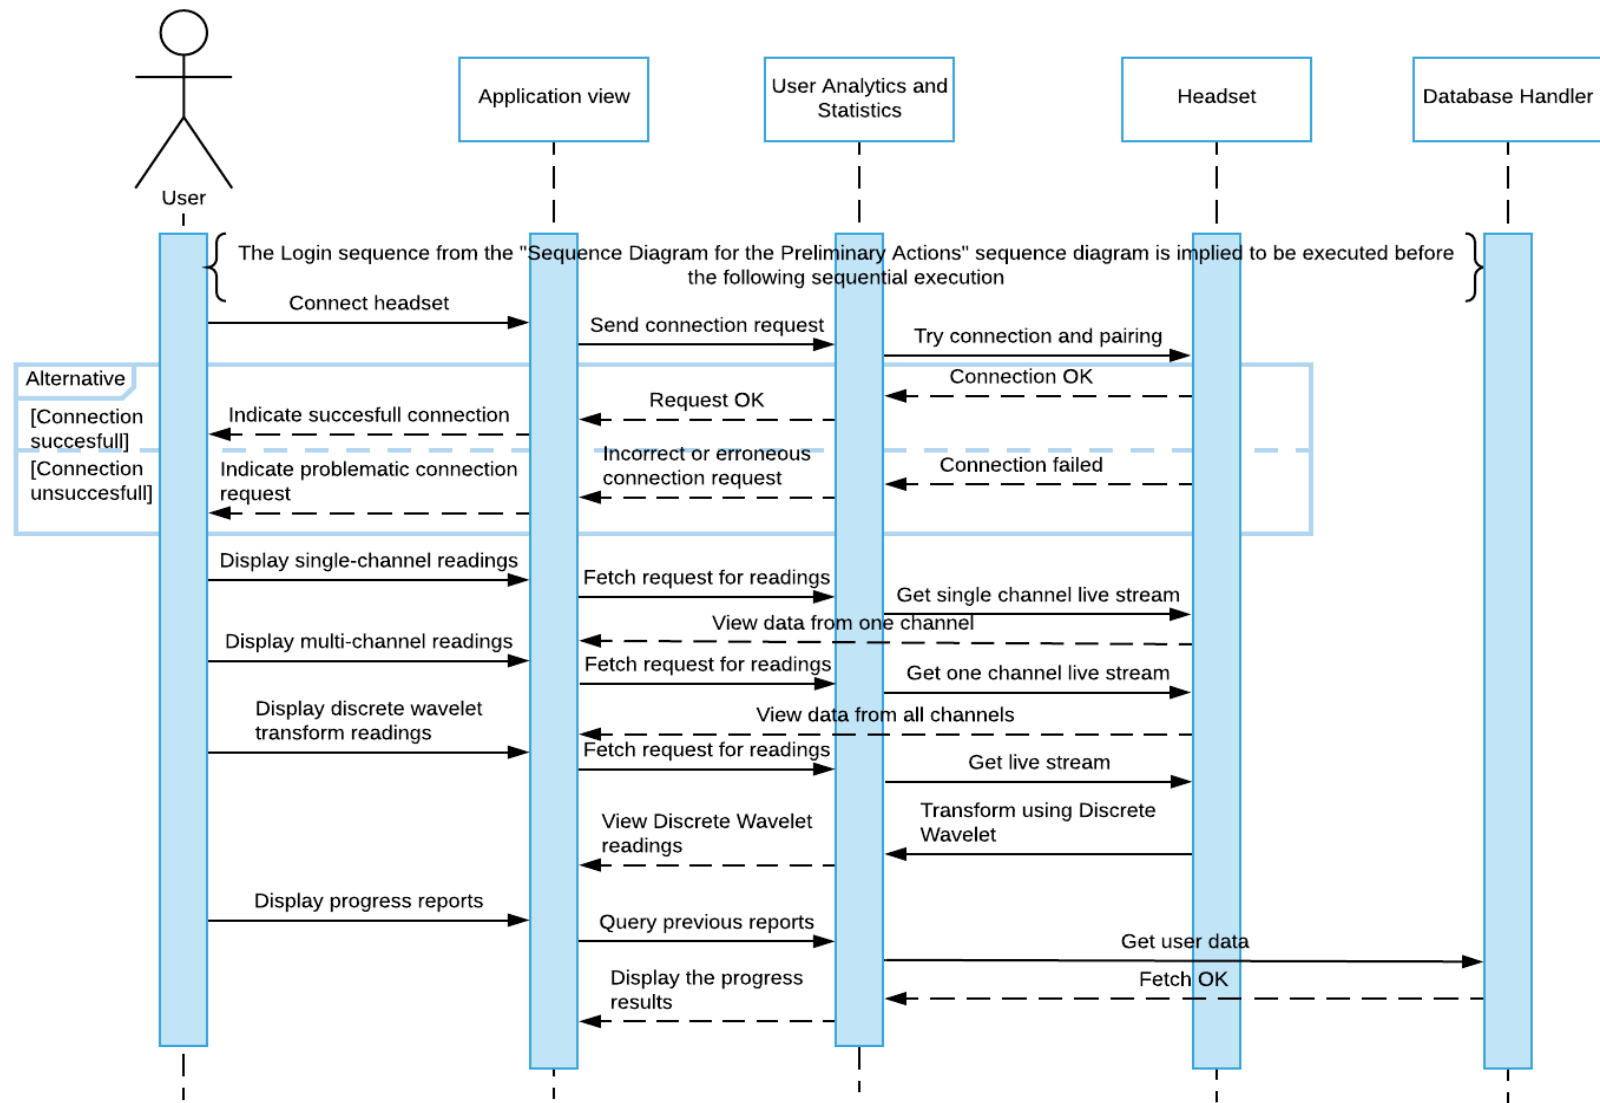 User
Application view
User Analytics and
Statistics
Headset
Database Handler
The Login sequence from the "Sequence Diagram for the Preliminary Actions" sequence diagram is implied to be executed before
the following sequential execution
Connect headset
Send connection request
Try connection and pairing
Alternative
Connection OK
[Connection
succesfull]
Indicate succesfull connection
Request OK
[Connection
unsuccesfull]
Indicate problematic connection
request
Incorrect or erroneous
connection request
Connection failed
Display single-channel readings
Fetch request for readings
Get single channel live stream
View data from one channel
Display multi-channel readings
Fetch request for readings
Get one channel live stream
Display discrete wavelet
transform readings
View data from all channels
Fetch request for readings
Get live stream
Transform using Discrete
Wavelet
View Discrete Wavelet
readings
Display progress reports
Query previous reports
Get user data
Display the progress
results
Fetch OK